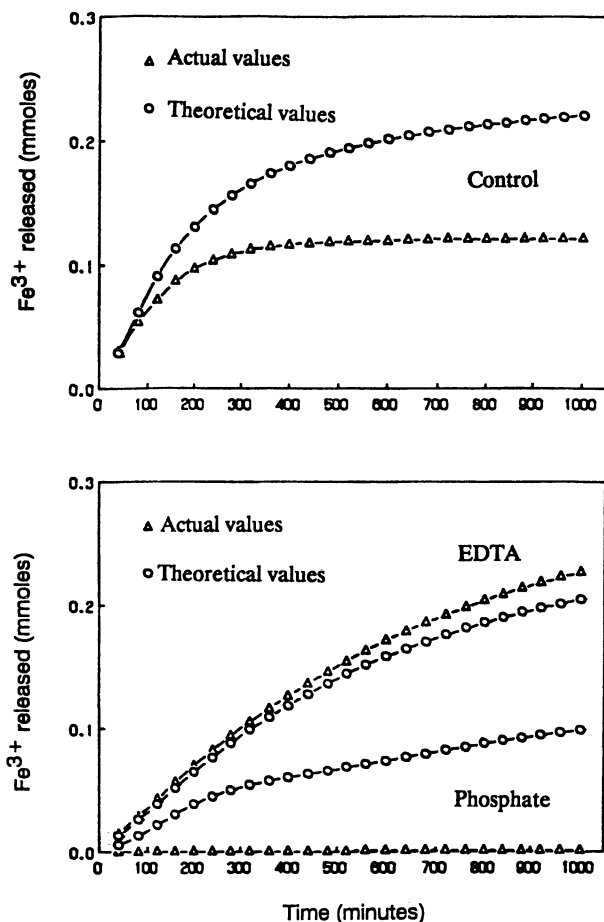 0.3
△ Actual values
○ Theoretical values
0.2
Control
0.1
0.0
0 100 200 300 400 500 600 700 800 900 1000
Fe³⁺ released (mmoles)
0.3
△ Actual values
○ Theoretical values
EDTA
0.2
0.1
Phosphate
0.0
0 100 200 300 400 500 600 700 800 900 1000
Fe³⁺ released (mmoles)
Time (minutes)